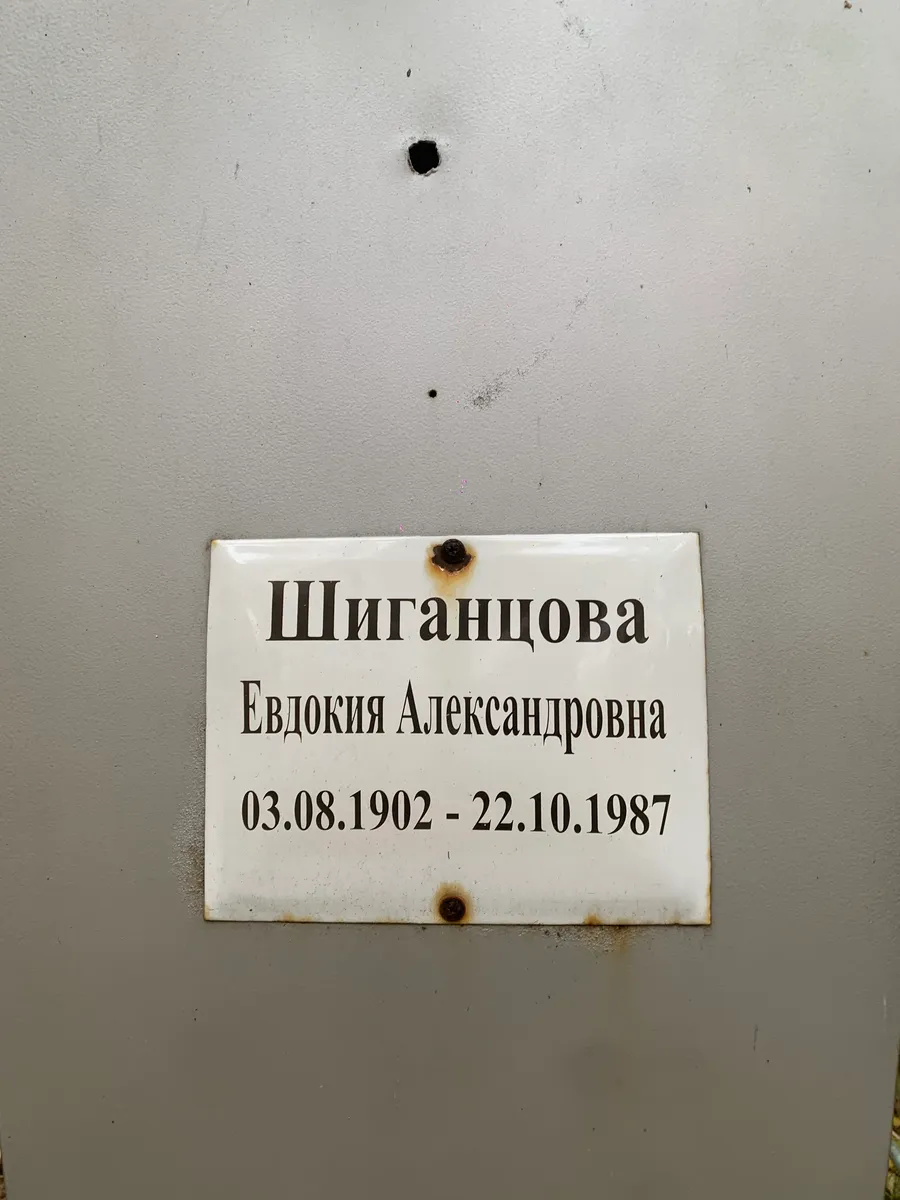 Шиганцова
Евдокия Александровна
03.08.1902 - 22.10.1987